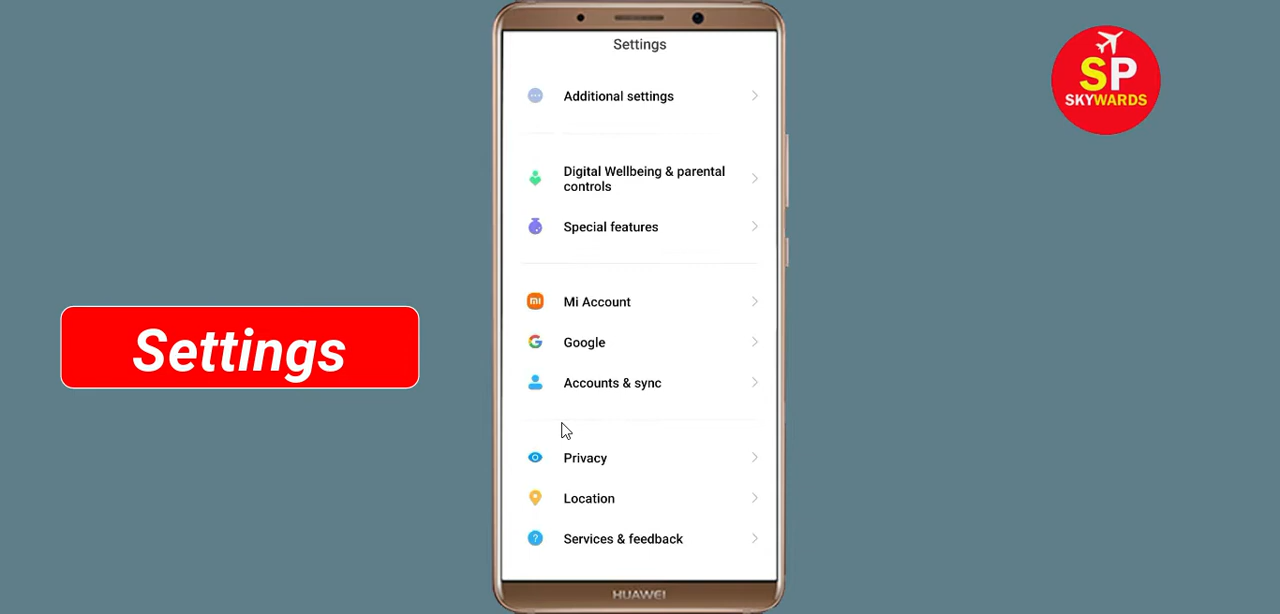 Settings
Additional settings
Digital Wellbeing & parental
controls
Special features
Mi Account
Google
Accounts & sync
Privacy
Location
Services & feedback
HUAWEI
Settings
SP
SKYWARDS